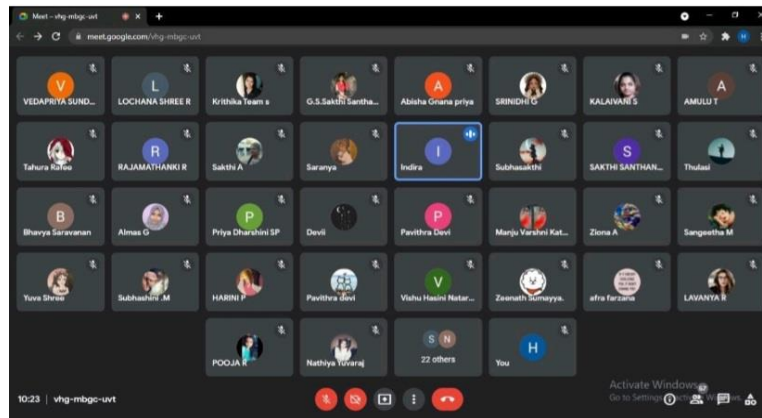 Meet – vhg-mbgc-uvt
meet.google.com/vhg-mbgc-uvt
V L A A
VEDAPRIYA SUND... LOCHANA SHREE R Krithika Team s G.S.Sakthi Santha... Abisha Gnana priya SRINIDHI G KALAIVANI S AMULU T
R I S
Tahura Rafee RAJAMATHANKI R Sakthi A Saranya Indira Subhasakthi SAKTHI SANTHAN... Thulasi
B P P
Bhavya Saravanan Almas G Priya Dharshini SP Devii Pavithra Devi Manju Varshni Kat... Ziona A Sangeetha M
V
Yuva Shree Subhashini .M HARINI P Pavithra devi Vishu Hasini Natar... Zeenath Sumayya. afra farzana LAVANYA R
S N H
POOJA R Nathiya Yuvaraj 22 others You
Activate Windows
Go to Settings
10:23 | vhg-mbgc-uvt